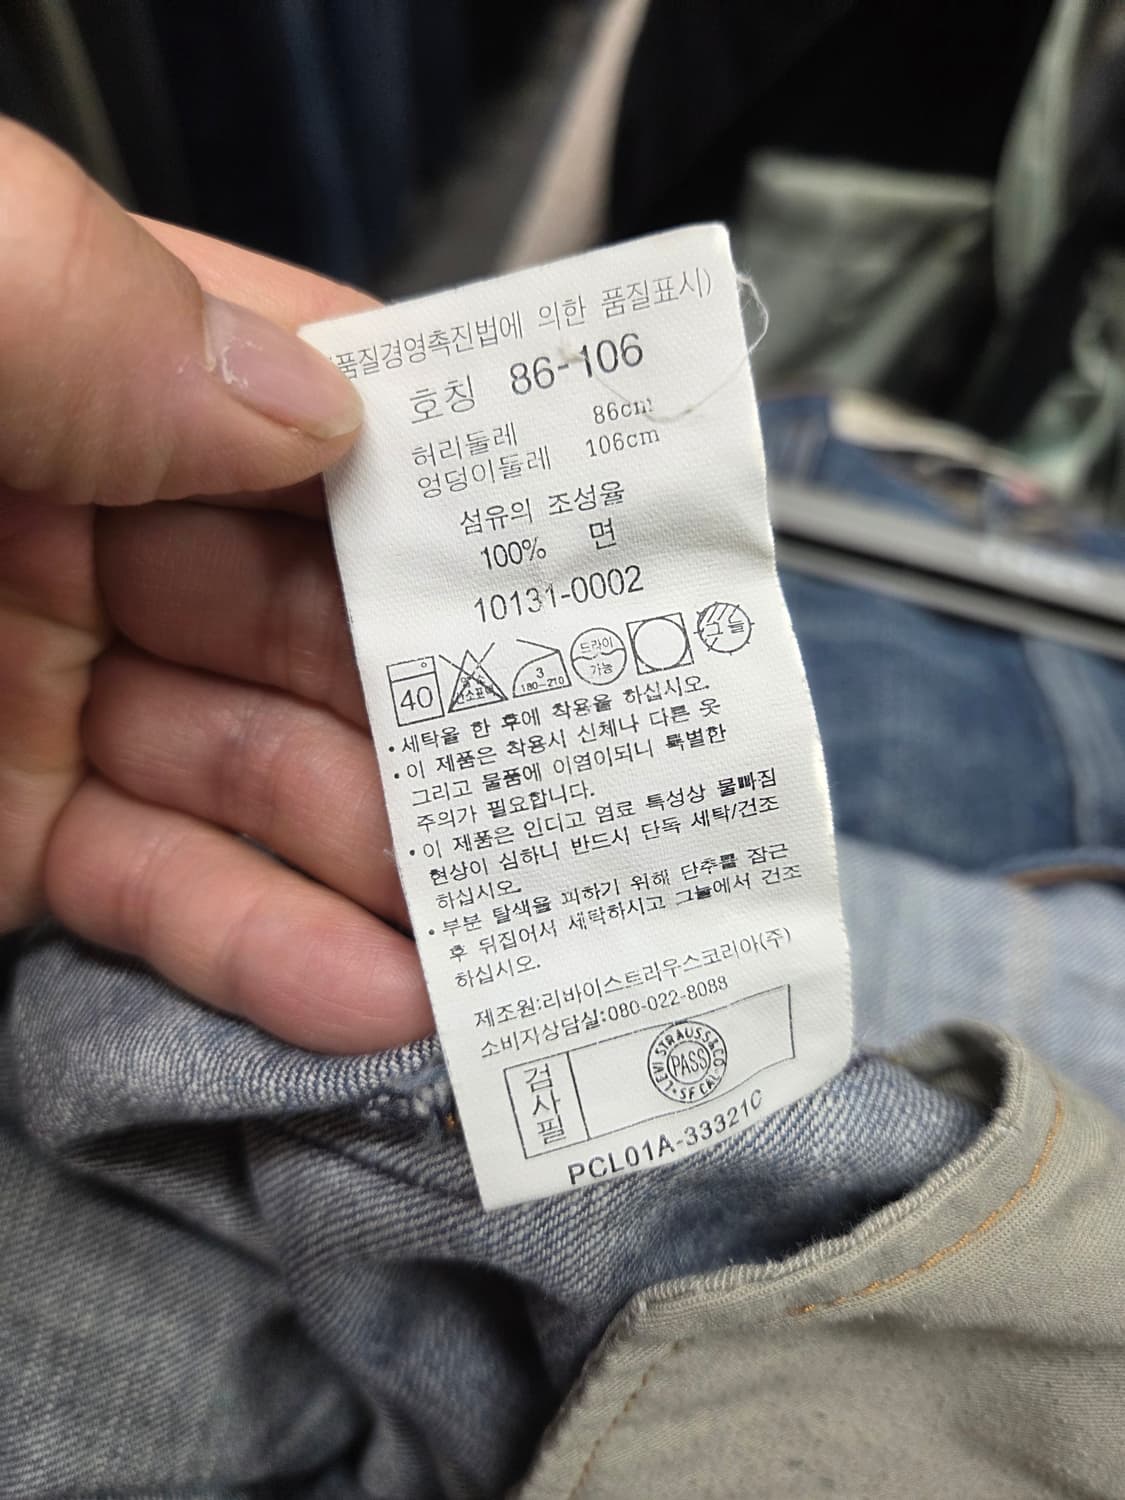 품질경영촉진법에 의한 품질표시)
호칭 86-106
허리둘레 86cm
엉덩이둘레 106cm
섬유의 조성율
100% 면
10131-0002
40
3
180-210
드라이
가능
그늘
• 세탁을 한 후에 착용을 하십시오.
• 이 제품은 착용시 신체나 다른 옷
그리고 물품에 이염이되니 특별한
주의가 필요합니다.
• 이 제품은 인디고 염료 특성상 물빠짐
현상이 심하니 반드시 단독 세탁/건조
하십시오.
• 부분 탈색을 피하기 위해 단추를 잠근
후 뒤집어서 세탁하시고 그늘에서 건조
하십시오.
제조원:리바이스트라우스코리아(주)
소비자상담실:080-022-8088
검사필
LEVI STRAUSS & CO
PASS
SF CAL
PCL01A-33321C